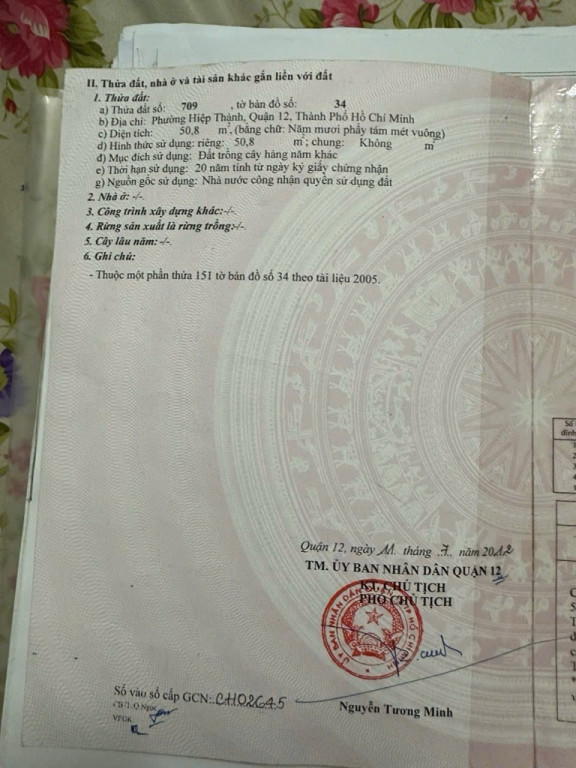 II. Thửa đất, nhà ở và tài sản khác gắn liền với đất
1. Thửa đất:
a) Thửa đất số: 709 , tờ bản đồ số: 34
b) Địa chỉ: Phường Hiệp Thành, Quận 12, Thành Phố Hồ Chí Minh
c) Diện tích: 50,8 m², (bằng chữ: Năm mươi phẩy tám mét vuông)
d) Hình thức sử dụng: riêng: 50,8 m²; chung: Không m²
đ) Mục đích sử dụng: Đất trồng cây hàng năm khác
e) Thời hạn sử dụng: 20 năm tính từ ngày ký giấy chứng nhận
g) Nguồn gốc sử dụng: Nhà nước công nhận quyền sử dụng đất
2. Nhà ở: -/-.
3. Công trình xây dựng khác:-/-.
4. Rừng sản xuất là rừng trồng:-/-.
5. Cây lâu năm: -/-.
6. Ghi chú:
- Thuộc một phần thửa 151 tờ bản đồ số 34 theo tài liệu 2005.
Số
định
Quận 12, ngày 11 tháng .7., năm 2012
TM. ỦY BAN NHÂN DÂN QUẬN 12
KT. CHỦ TỊCH
PHÓ CHỦ TỊCH
Số vào sổ cấp GCN:.CH02645
Nguyễn Tương Minh